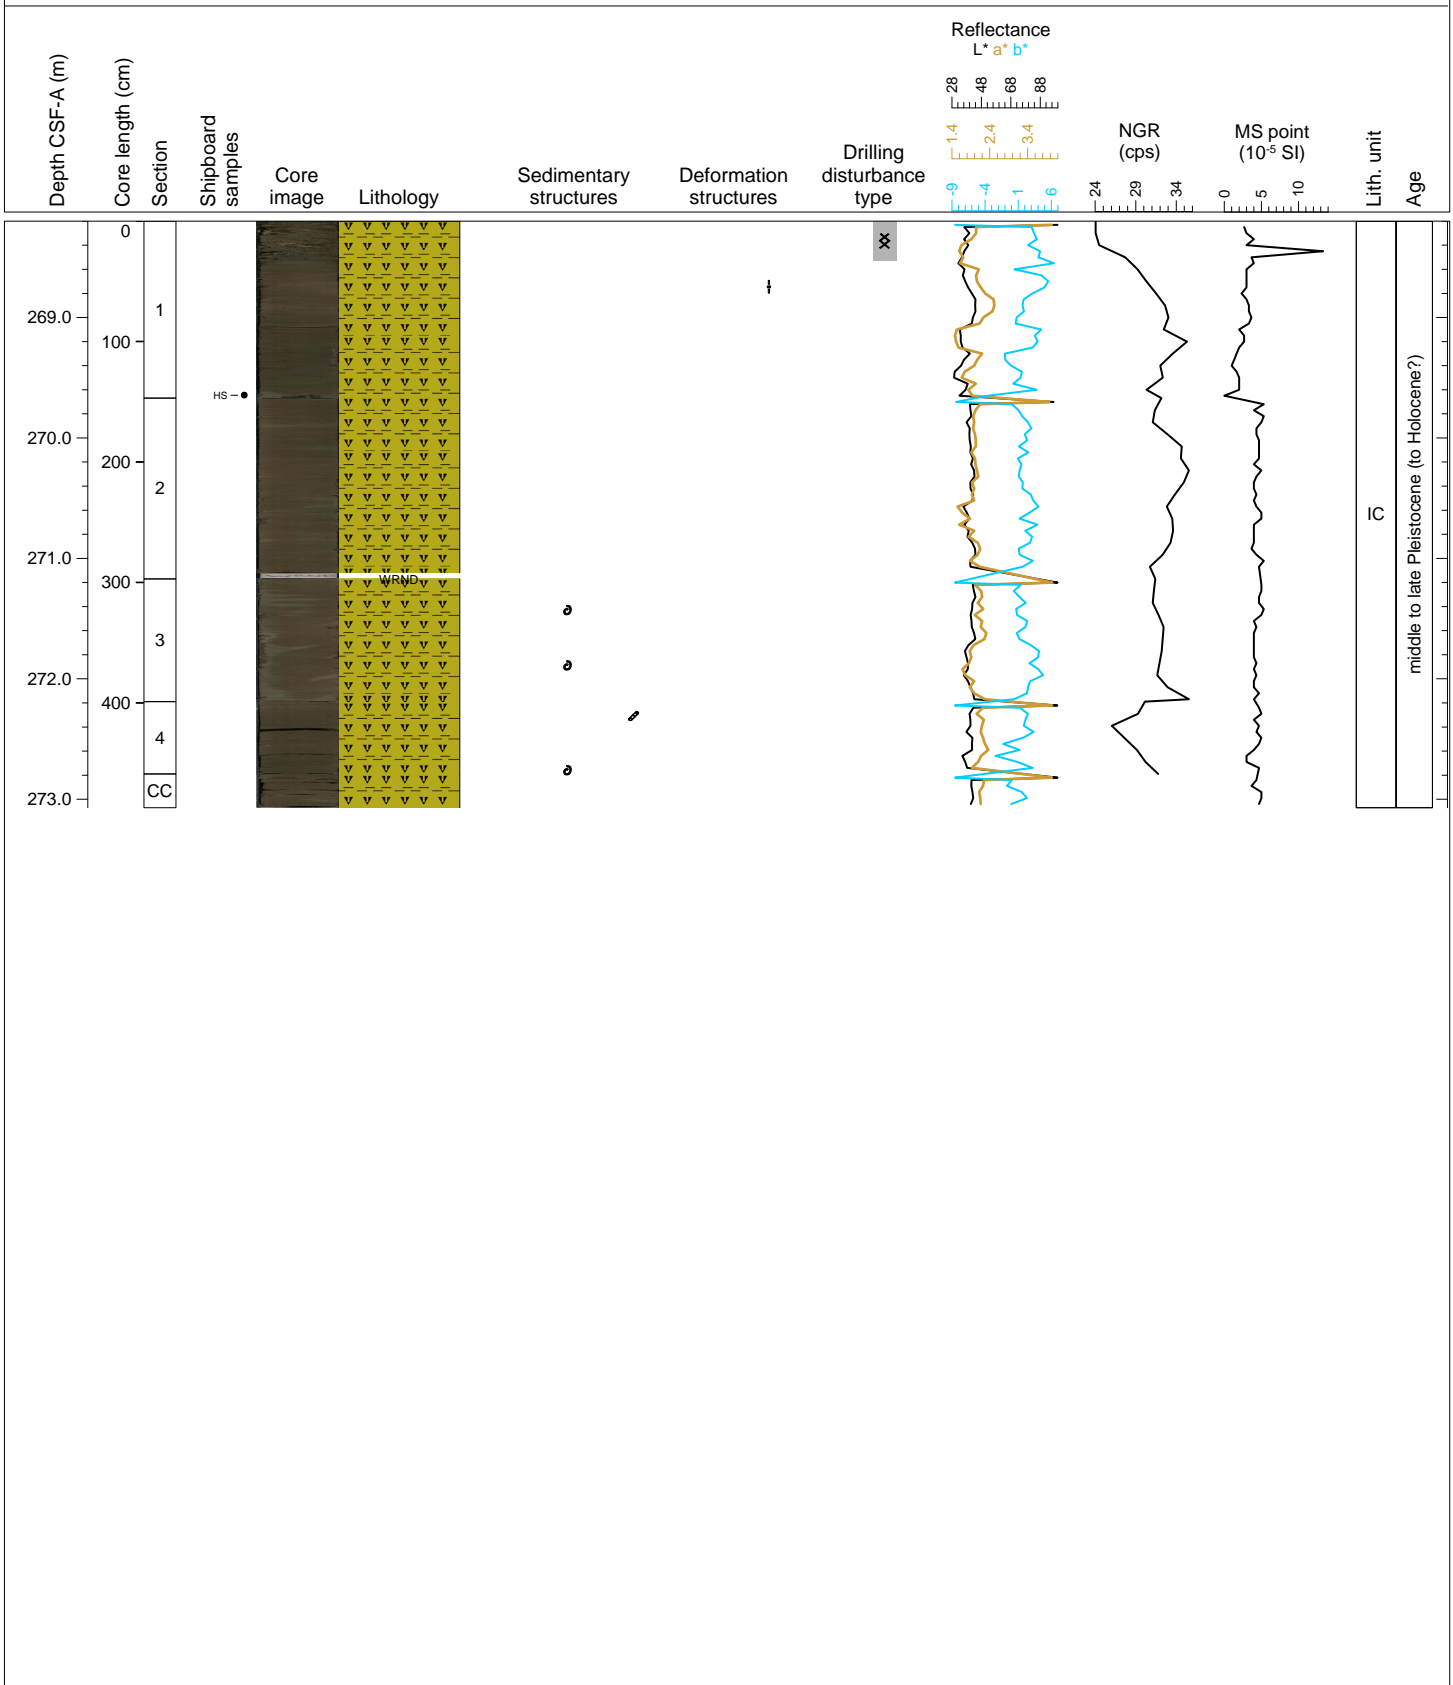 Reflectance
L* a* b*
28 48 68 88
1.4 2.4 3.4
-9 -4 1 6
Depth CSF-A (m)
Core length (cm)
Section
Shipboard
samples
Core
image
Lithology
Sedimentary
structures
Deformation
structures
Drilling
disturbance
type
NGR
(cps)
24 29 34
MS point
(10⁻⁵ SI)
0 5 10
Lith. unit
Age
0
269.0
1
100
HS
270.0
200
2
271.0
300
WRND
3
272.0
400
4
CC
273.0
IC
middle to late Pleistocene (to Holocene?)